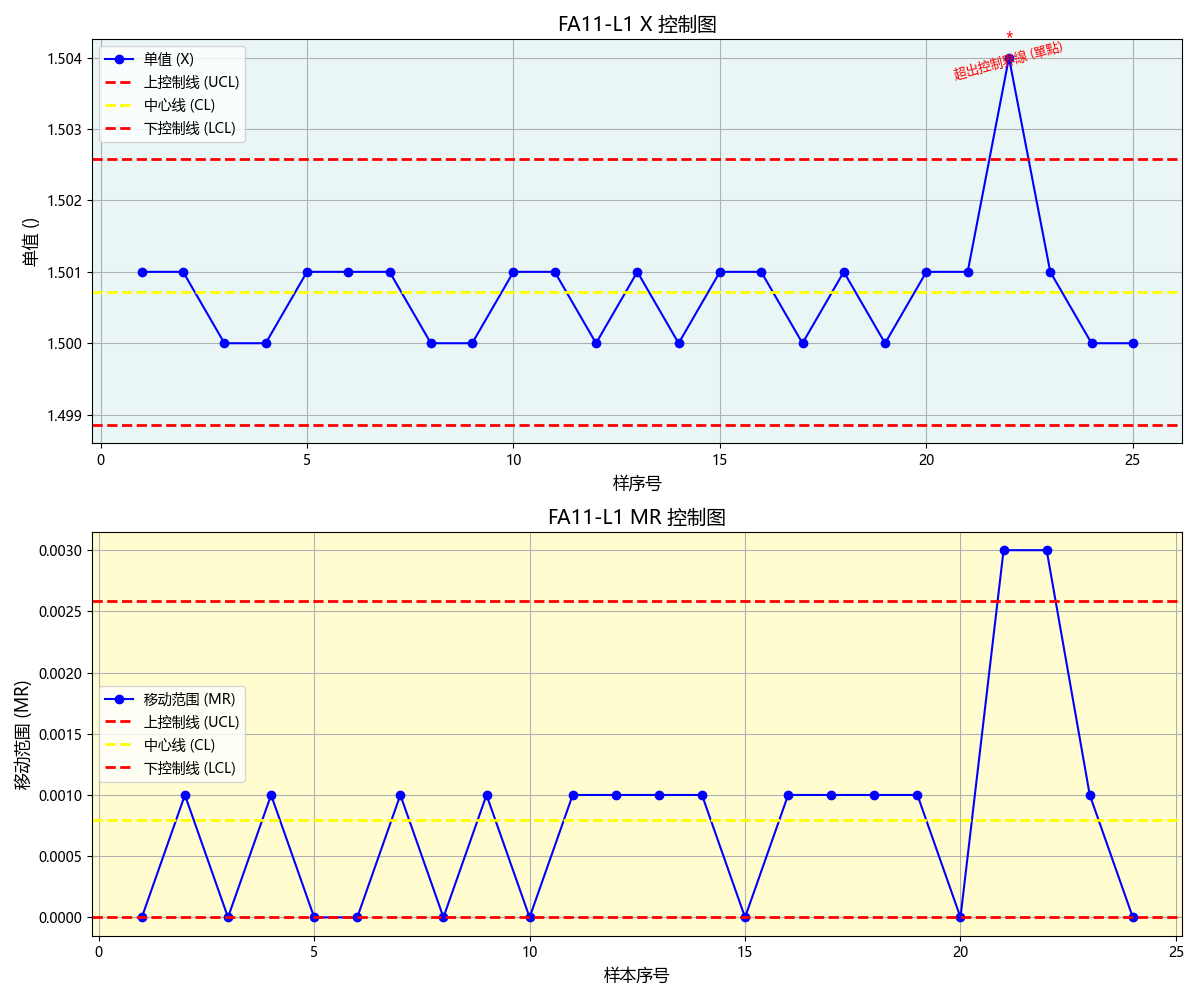 FA11-L1 X 控制图
*
超出控制界線 (單點)
单值 (X)
上控制线 (UCL)
中心线 (CL)
下控制线 (LCL)
单值 ()
1.504
1.503
1.502
1.501
1.500
1.499
0 5 10 15 20 25
样序号
FA11-L1 MR 控制图
移动范围 (MR)
0.0030
0.0025
0.0020
0.0015
0.0010
0.0005
0.0000
移动范围 (MR)
上控制线 (UCL)
中心线 (CL)
下控制线 (LCL)
0 5 10 15 20 25
样本序号